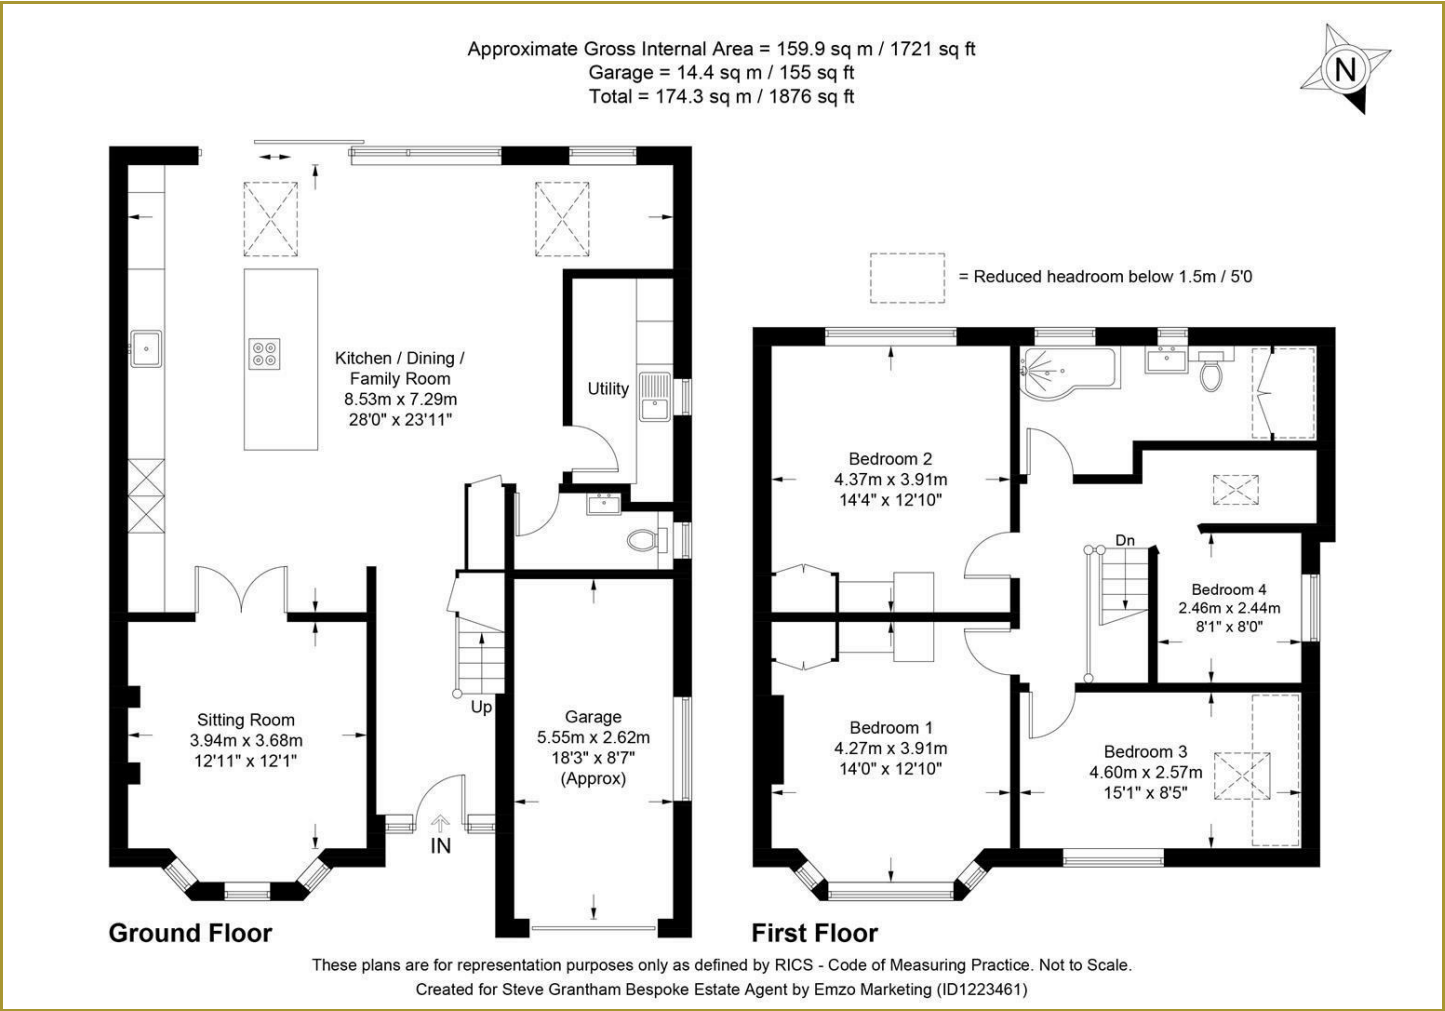 Approximate Gross Internal Area = 159.9 sq m / 1721 sq ft
Garage = 14.4 sq m / 155 sq ft
Total = 174.3 sq m / 1876 sq ft
N
= Reduced headroom below 1.5m / 5'0
Kitchen / Dining /
Family Room
8.53m x 7.29m
28'0" x 23'11"
Utility
Sitting Room
3.94m x 3.68m
12'11" x 12'1"
Up
IN
Garage
5.55m x 2.62m
18'3" x 8'7"
(Approx)
Ground Floor
Bedroom 2
4.37m x 3.91m
14'4" x 12'10"
Dn
Bedroom 4
2.46m x 2.44m
8'1" x 8'0"
Bedroom 1
4.27m x 3.91m
14'0" x 12'10"
Bedroom 3
4.60m x 2.57m
15'1" x 8'5"
First Floor
These plans are for representation purposes only as defined by RICS - Code of Measuring Practice. Not to Scale.
Created for Steve Grantham Bespoke Estate Agent by Emzo Marketing (ID1223461)